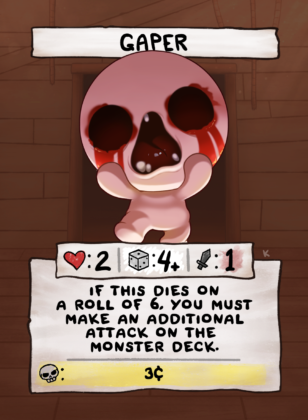 GAPER
:2 :4+ :1
IF THIS DIES ON
A ROLL OF 6, YOU MUST
MAKE AN ADDITIONAL
ATTACK ON THE
MONSTER DECK.
: 3¢